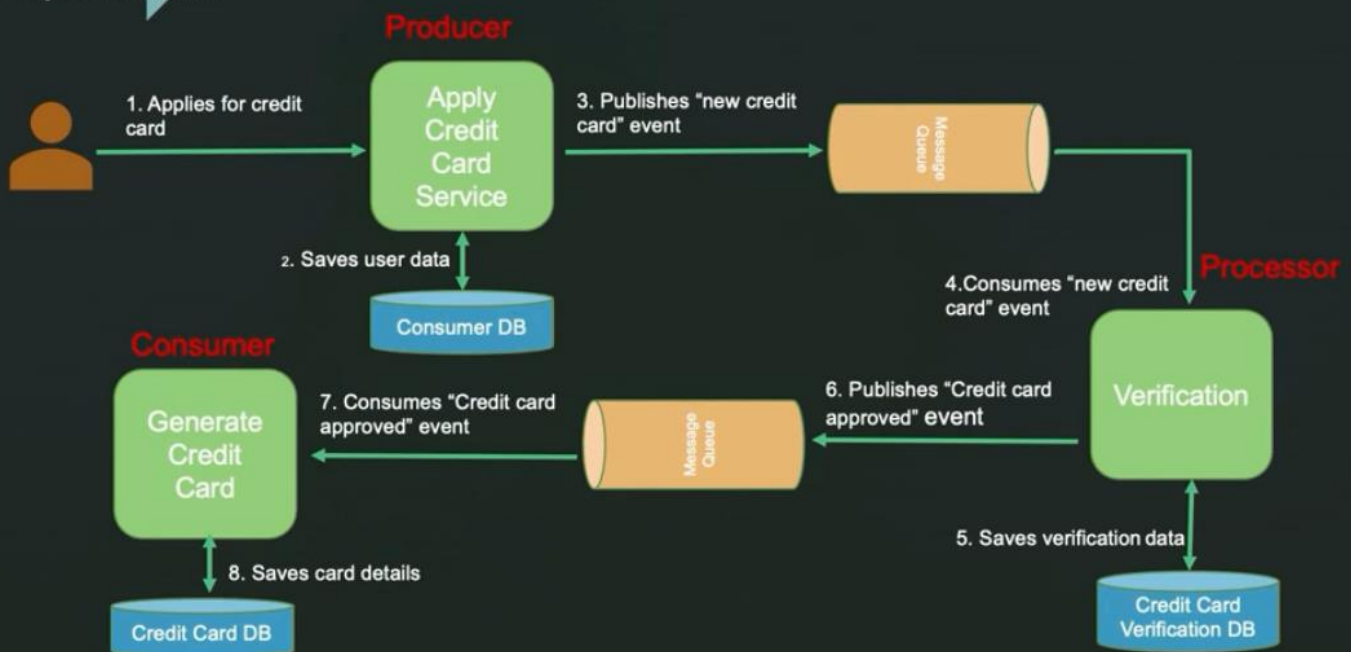 Producer
1. Applies for credit
card
Apply
Credit
Card
Service
3. Publishes “new credit
card” event
Message
Queue
2. Saves user data
Consumer DB
Processor
4.Consumes “new credit
card” event
Verification
Consumer
Generate
Credit
Card
7. Consumes “Credit card
approved” event
Message
Queue
6. Publishes “Credit card
approved” event
5. Saves verification data
8. Saves card details
Credit Card DB
Credit Card
Verification DB